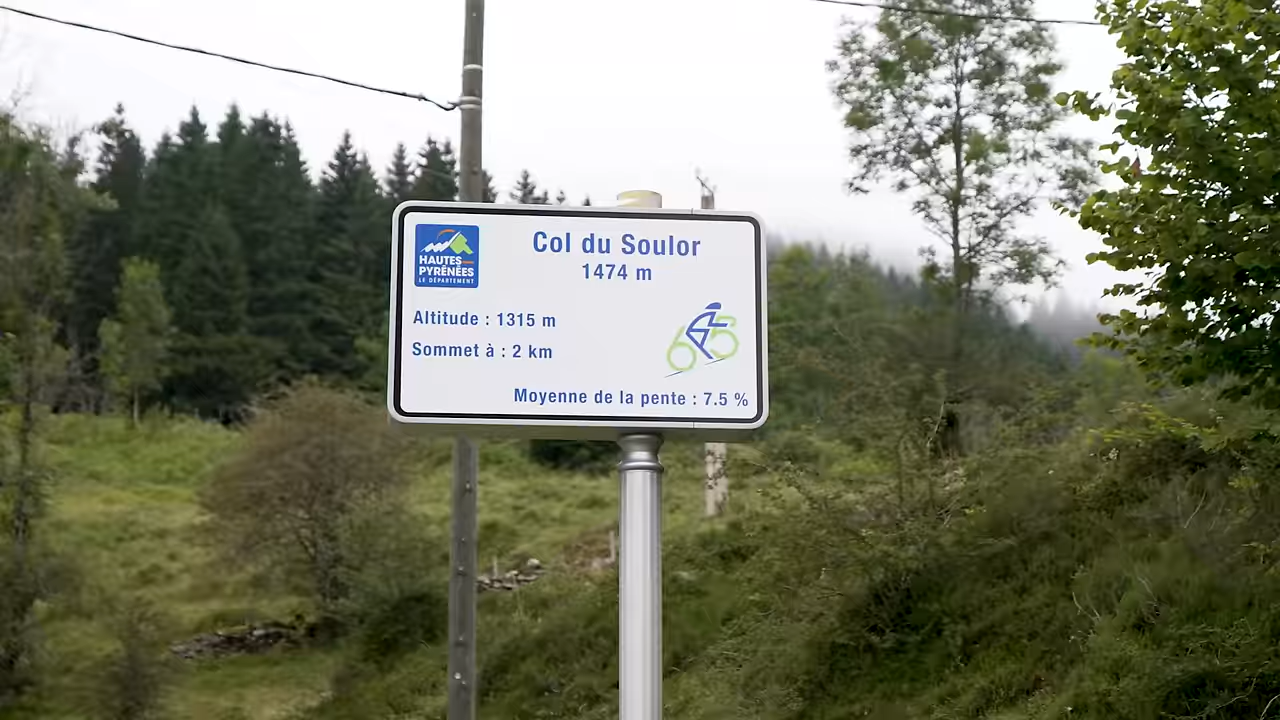 HAUTES
PYRÉNÉES
LE DÉPARTEMENT
Col du Soulor
1474 m
Altitude : 1315 m
Sommet à : 2 km
65
Moyenne de la pente : 7.5 %